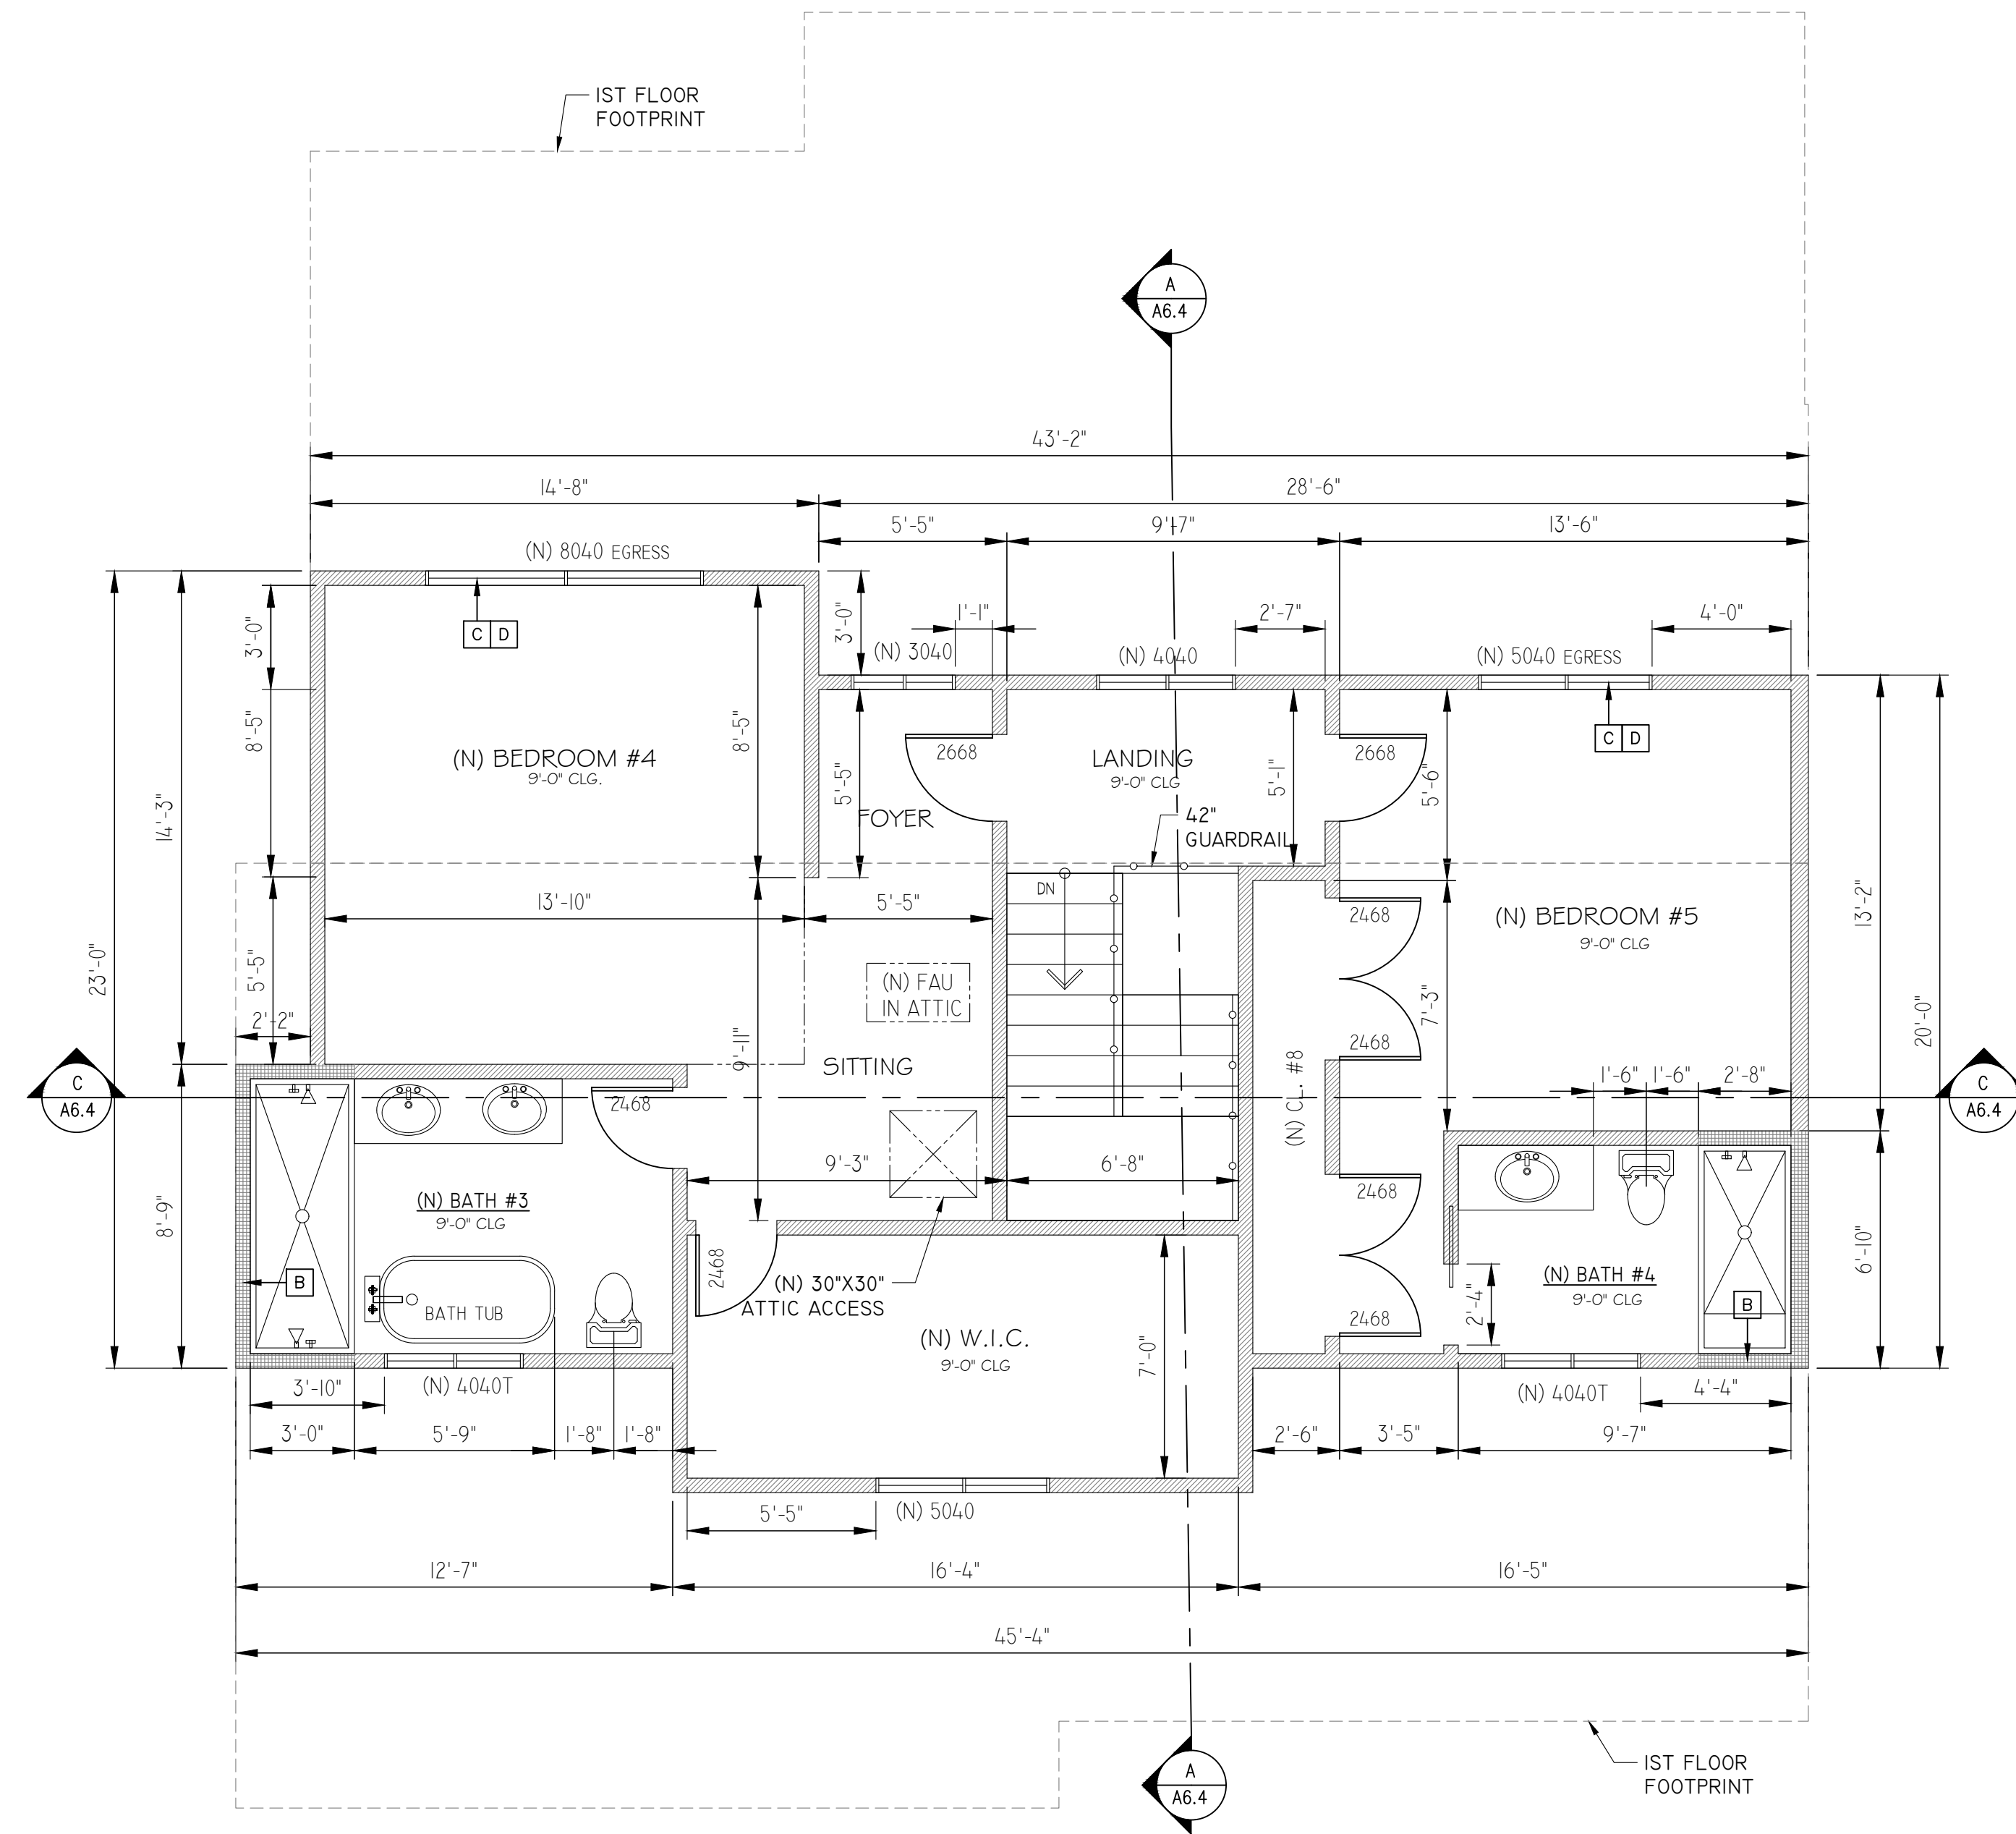 IST FLOOR
FOOTPRINT
A
A6.4
43'-2"
14'-8"
28'-6"
5'-5"
9'-7"
13'-6"
(N) 8040 EGRESS
3'-0"
1'-1"
2'-7"
4'-0"
(N) 3040
(N) 4040
(N) 5040 EGRESS
C D
C D
3'-0"
8'-5"
8'-5"
(N) BEDROOM #4
9'-0" CLG.
2668
LANDING
9'-0" CLG
2668
5'-5"
5'-1"
5'-6"
FOYER
42"
GUARDRAIL
14'-3"
23'-0"
13'-10"
5'-5"
DN
2468
(N) BEDROOM #5
9'-0" CLG
13'-2"
20'-0"
5'-5"
2'-2"
(N) FAU
IN ATTIC
9'-11"
7'-3"
SITTING
2468
(N) CL. #8
1'-6"
1'-6"
2'-8"
C
A6.4
2468
C
A6.4
9'-3"
6'-8"
2468
8'-9"
(N) BATH #3
9'-0" CLG
6'-10"
B
BATH TUB
2468
(N) 30"X30"
ATTIC ACCESS
(N) BATH #4
9'-0" CLG
2'-4"
B
2468
(N) W.I.C.
9'-0" CLG
7'-0"
3'-10"
(N) 4040T
(N) 4040T
4'-4"
3'-0"
5'-9"
1'-8"
1'-8"
2'-6"
3'-5"
9'-7"
5'-5"
(N) 5040
12'-7"
16'-4"
16'-5"
45'-4"
IST FLOOR
FOOTPRINT
A
A6.4